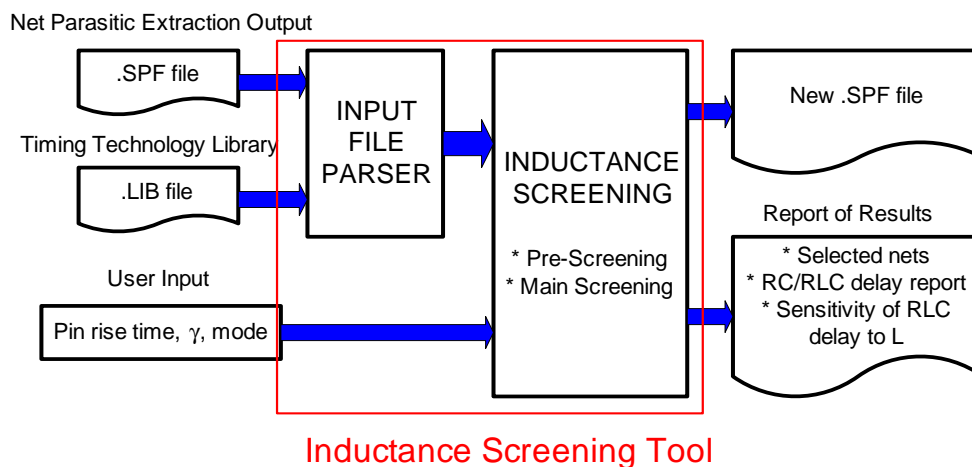 Net Parasitic Extraction Output
.SPF file
Timing Technology Library
.LIB file
User Input
Pin rise time, γ, mode
INPUT
FILE
PARSER
INDUCTANCE
SCREENING
* Pre-Screening
* Main Screening
New .SPF file
Report of Results
* Selected nets
* RC/RLC delay report
* Sensitivity of RLC
delay to L
Inductance Screening Tool